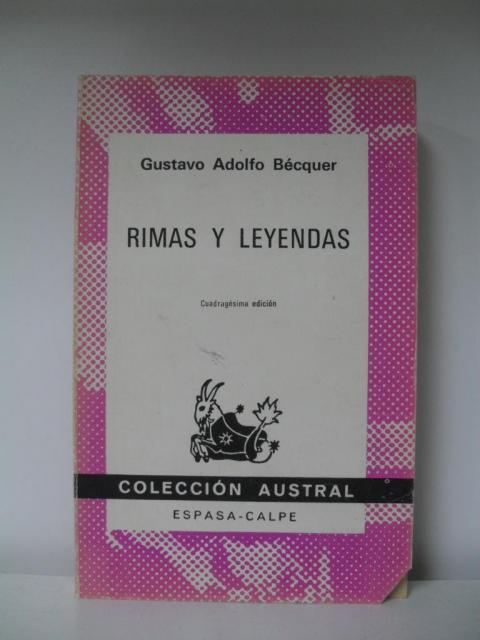 Gustavo Adolfo Bécquer
RIMAS Y LEYENDAS
Cuadragésima edición
COLECCIÓN AUSTRAL
ESPASA-CALPE